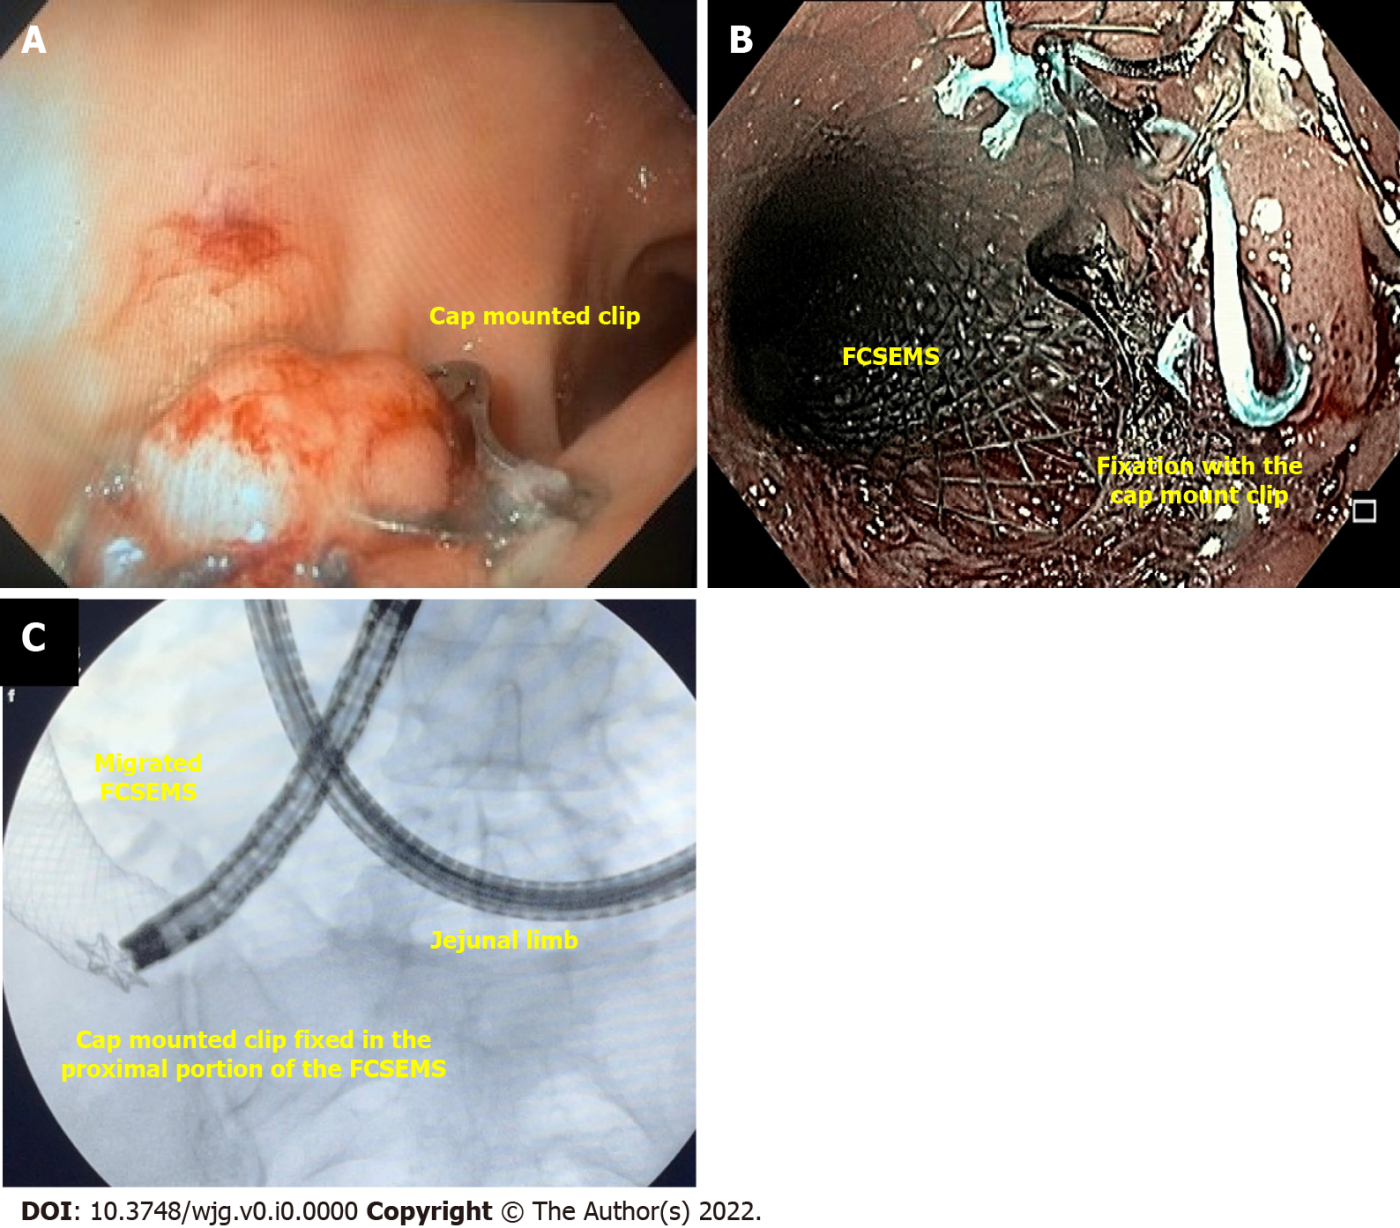 A
Cap mounted clip
B
FCSEMS
Fixation with the
cap mount clip
C
f
Migrated
FCSEMS
Jejunal limb
Cap mounted clip fixed in the
proximal portion of the FCSEMS
DOI: 10.3748/wjg.v0.i0.0000 Copyright © The Author(s) 2022.